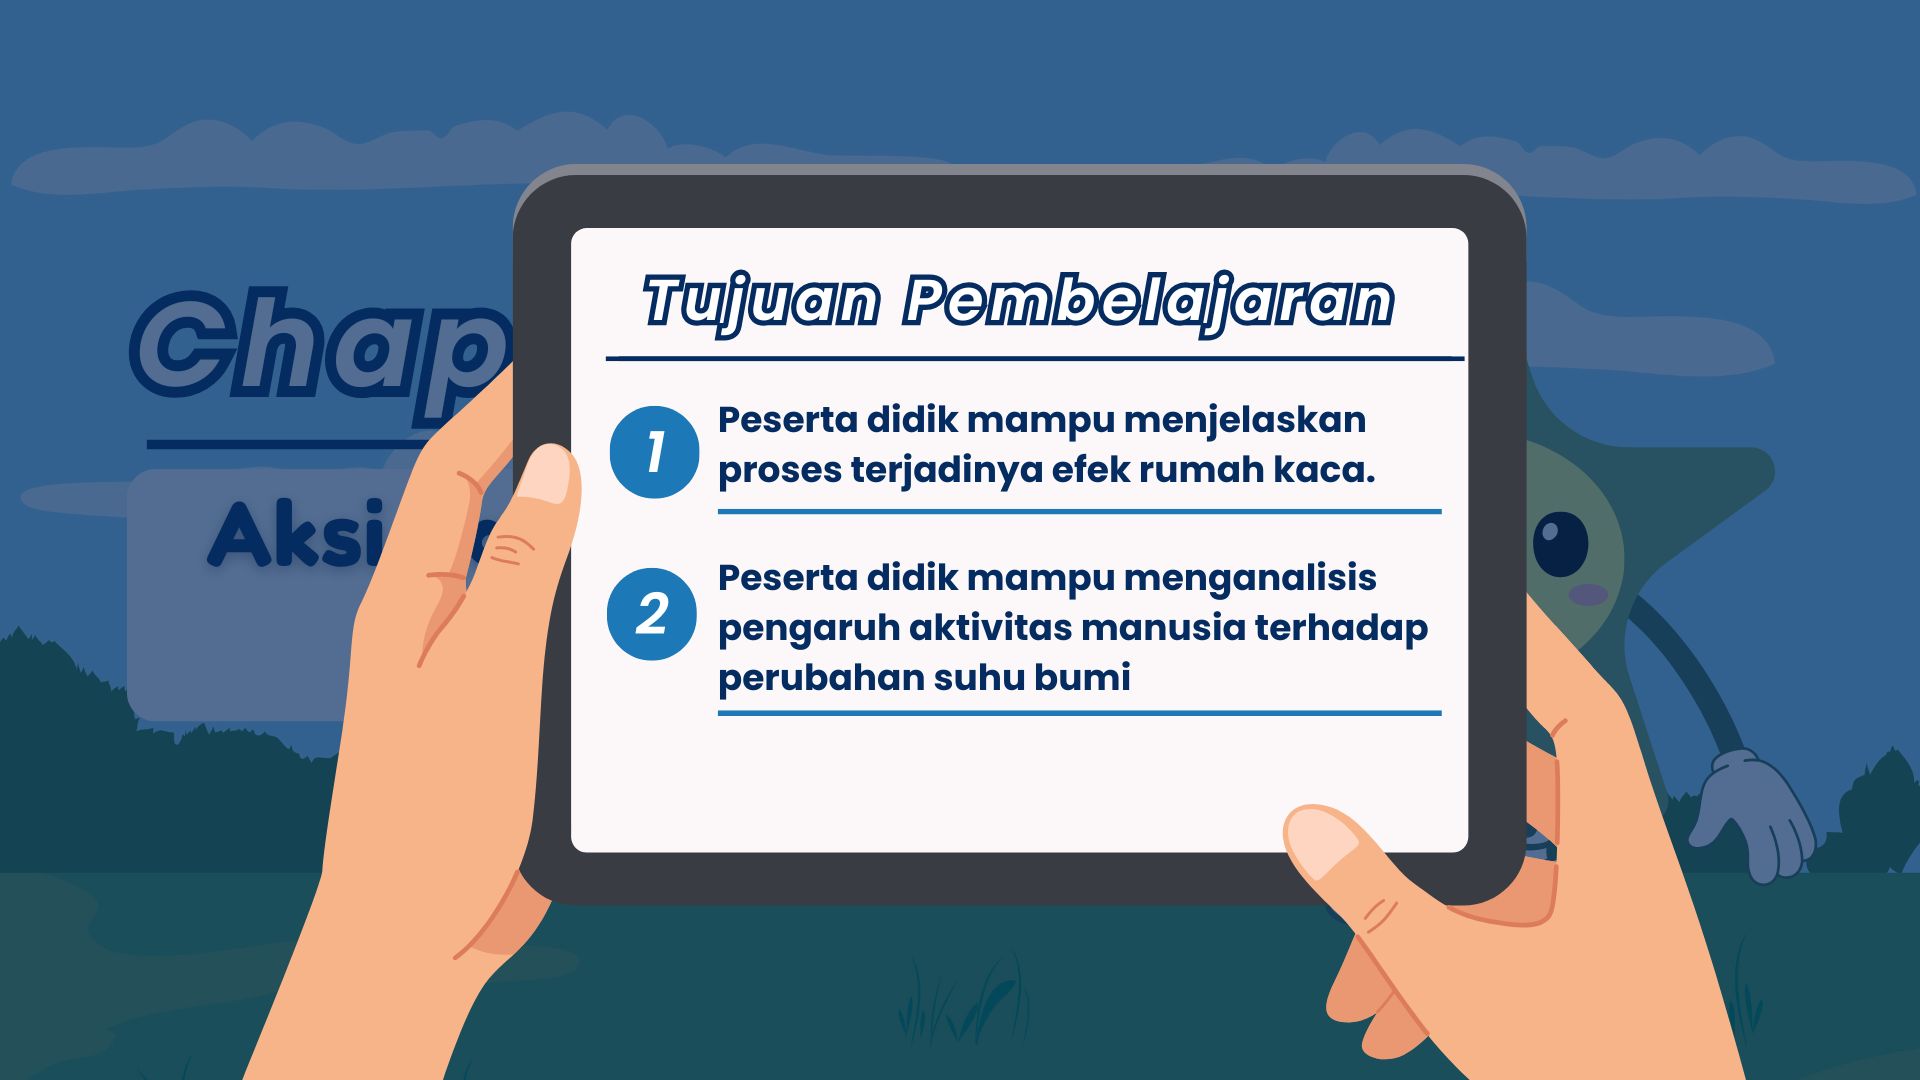 Chap
Aksi
Tujuan Pembelajaran
1
Peserta didik mampu menjelaskan
proses terjadinya efek rumah kaca.
2
Peserta didik mampu menganalisis
pengaruh aktivitas manusia terhadap
perubahan suhu bumi